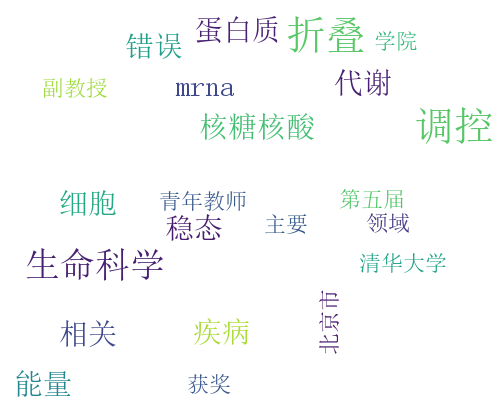 蛋白质
折叠
错误
学院
代谢
副教授
mrna
核糖核酸
调控
细胞
青年教师
第五届
稳态
主要
领域
生命科学
清华大学
北京市
相关
疾病
能量
获奖